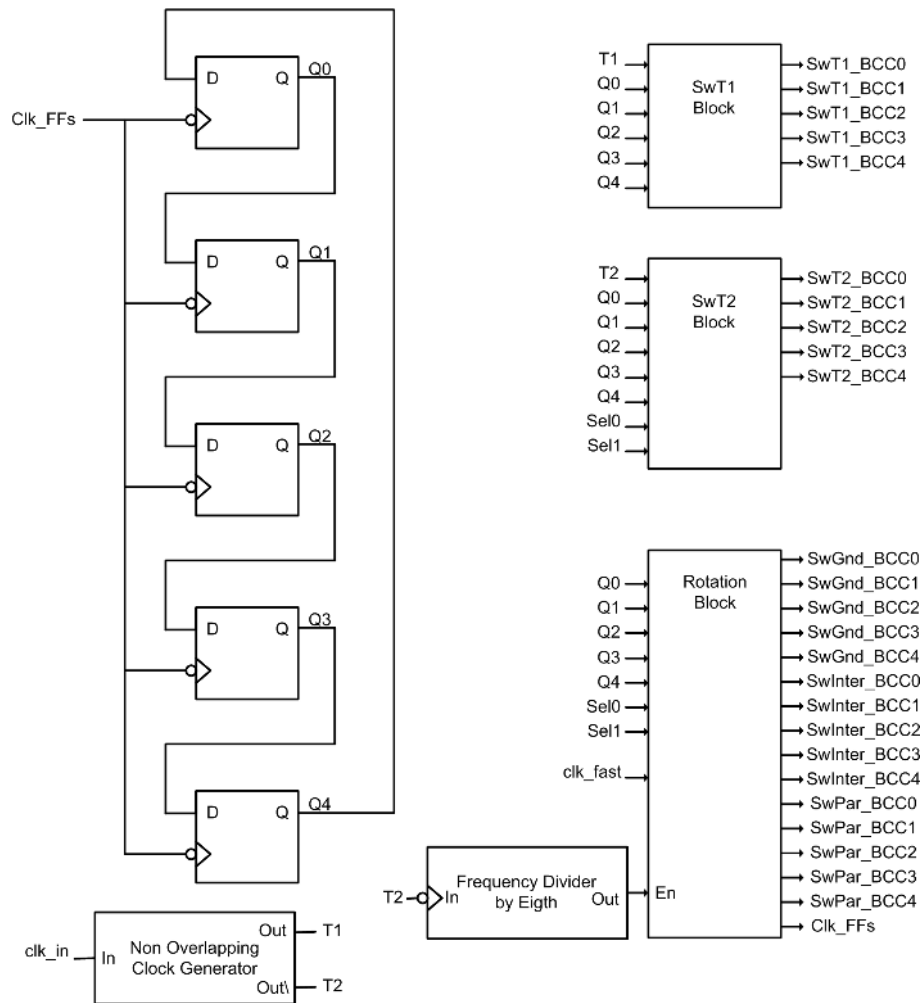 D Q Q0
Clk_FFs
D Q Q1
D Q Q2
D Q Q3
D Q Q4
clk_in In Non Overlapping Clock Generator Out T1
Out\ T2
T1
Q0
Q1
Q2
Q3
Q4
SwT1
Block
SwT1_BCC0
SwT1_BCC1
SwT1_BCC2
SwT1_BCC3
SwT1_BCC4
T2
Q0
Q1
Q2
Q3
Q4
Sel0
Sel1
SwT2
Block
SwT2_BCC0
SwT2_BCC1
SwT2_BCC2
SwT2_BCC3
SwT2_BCC4
Q0
Q1
Q2
Q3
Q4
Sel0
Sel1
clk_fast
Rotation
Block
En
SwGnd_BCC0
SwGnd_BCC1
SwGnd_BCC2
SwGnd_BCC3
SwGnd_BCC4
SwInter_BCC0
SwInter_BCC1
SwInter_BCC2
SwInter_BCC3
SwInter_BCC4
SwPar_BCC0
SwPar_BCC1
SwPar_BCC2
SwPar_BCC3
SwPar_BCC4
Clk_FFs
T2 In
Frequency Divider
by Eigth
Out